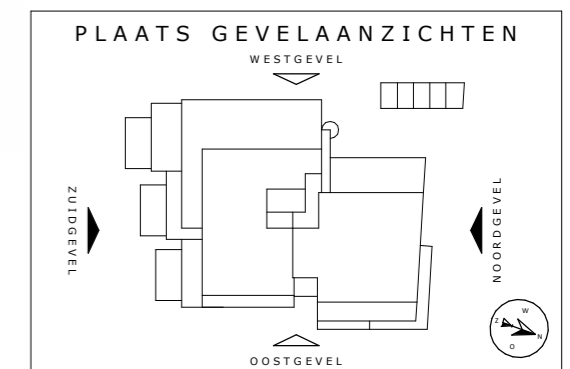 PLAATS GEVELAANZICHTEN
WESTGEVEL
ZUIDGEVEL
NOORDGEVEL
OOSTGEVEL
W
Z
N
O